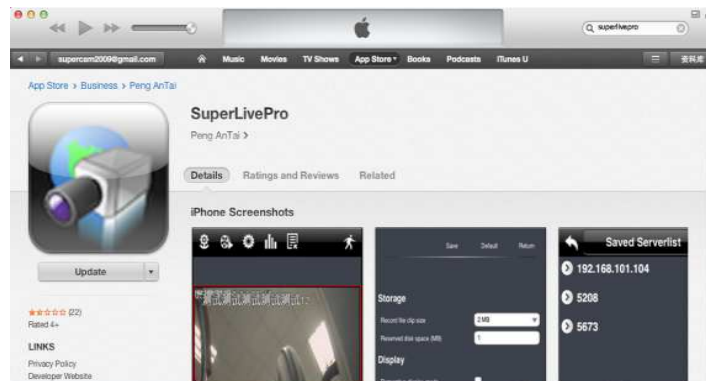 superlivepro
supercam2009@gmail.com
Music Movies TV Shows App Store Books Podcasts iTunes U
App Store > Business > Peng AnTai
SuperLivePro
Peng AnTai >
Details Ratings and Reviews Related
iPhone Screenshots
Update
(22)
Rated 4+
LINKS
Privacy Policy
Developer Website
Save Default Return
Storage
Record file clip size 2 MB
Reserved disk space (MB) 1
Display
Saved Serverlist
192.168.101.104
5208
5673